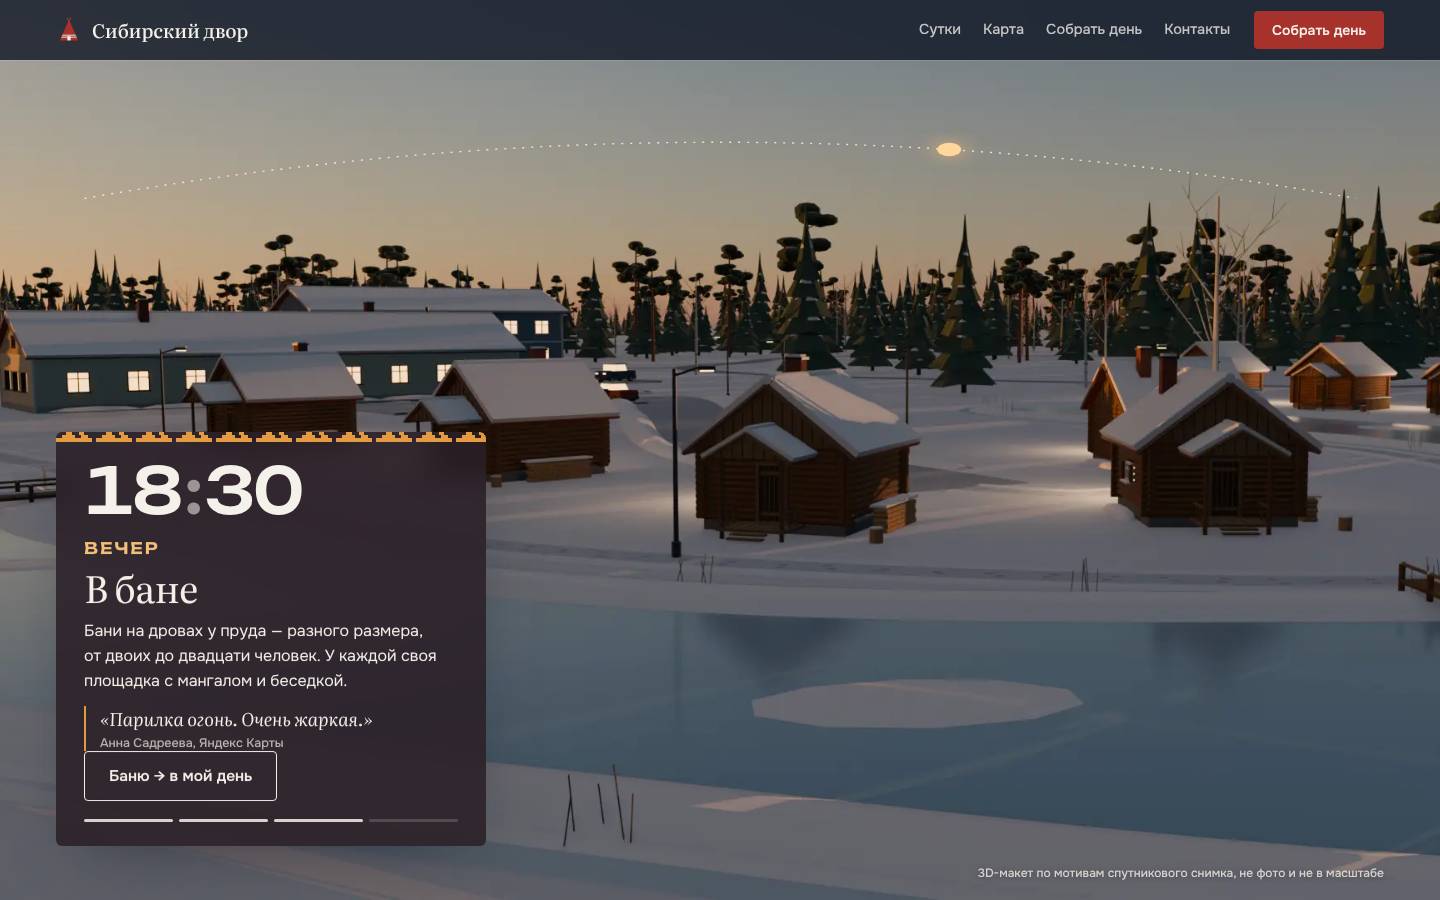 Сибирский двор
Сутки
Карта
Собрать день
Контакты
Собрать день
18:30
ВЕЧЕР
В бане
Бани на дровах у пруда — разного размера,
от двоих до двадцати человек. У каждой своя
площадка с мангалом и беседкой.
«Парилка огонь. Очень жаркая.»
Анна Садреева, Яндекс Карты
Баню → в мой день
3D-макет по мотивам спутникового снимка, не фото и не в масштабе